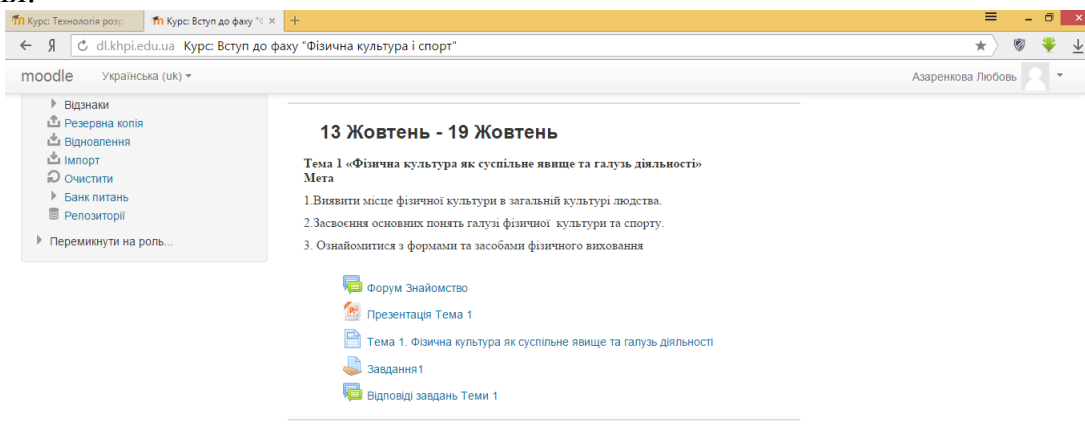 ія.
Курс: Технологія розр
Курс: Вступ до фаху "
dl.khpi.edu.ua Курс: Вступ до фаху "Фізична культура і спорт"
moodle Українська (uk) Азаренкова Любовь
Відзнаки
Резервна копія
Відновлення
Імпорт
Очистити
Банк питань
Репозиторії
Перемикнути на роль...
13 Жовтень - 19 Жовтень
Тема 1 «Фізична культура як суспільне явище та галузь діяльності»
Мета
1.Виявити місце фізичної культури в загальній культурі людства.
2.Засвоєння основних понять галузі фізичної культури та спорту.
3. Ознайомитися з формами та засобами фізичного виховання
Форум Знайомство
Презентація Тема 1
Тема 1. Фізична культура як суспільне явище та галузь діяльності
Завдання1
Відповіді завдань Теми 1